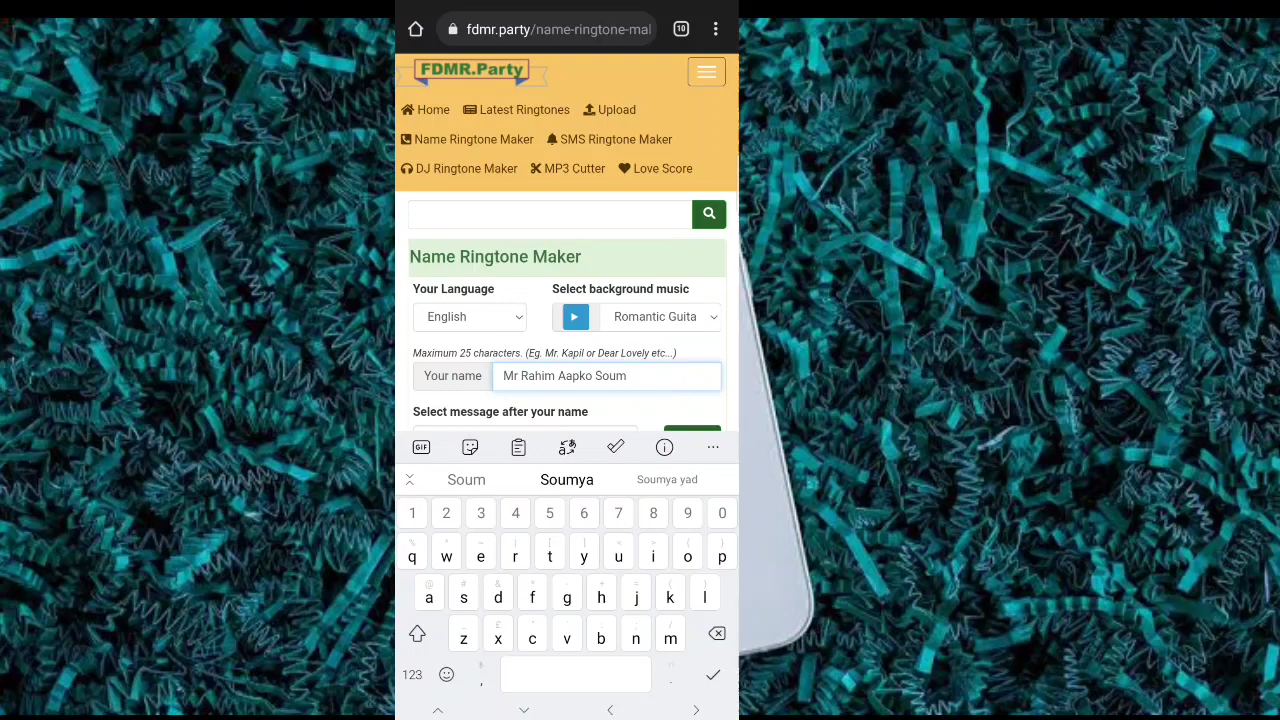 fdmr.party/name-ringtone-mal
10
FDMR.Party
Home Latest Ringtones Upload
Name Ringtone Maker SMS Ringtone Maker
DJ Ringtone Maker MP3 Cutter Love Score
Name Ringtone Maker
Your Language Select background music
English Romantic Guita
Maximum 25 characters. (Eg. Mr. Kapil or Dear Lovely etc...)
Your name Mr Rahim Aapko Soum
Select message after your name
GIF
Soum Soumya Soumya yad
1 2 3 4 5 6 7 8 9 0
q w e r t y u i o p
a s d f g h j k l
z x c v b n m
123 , .